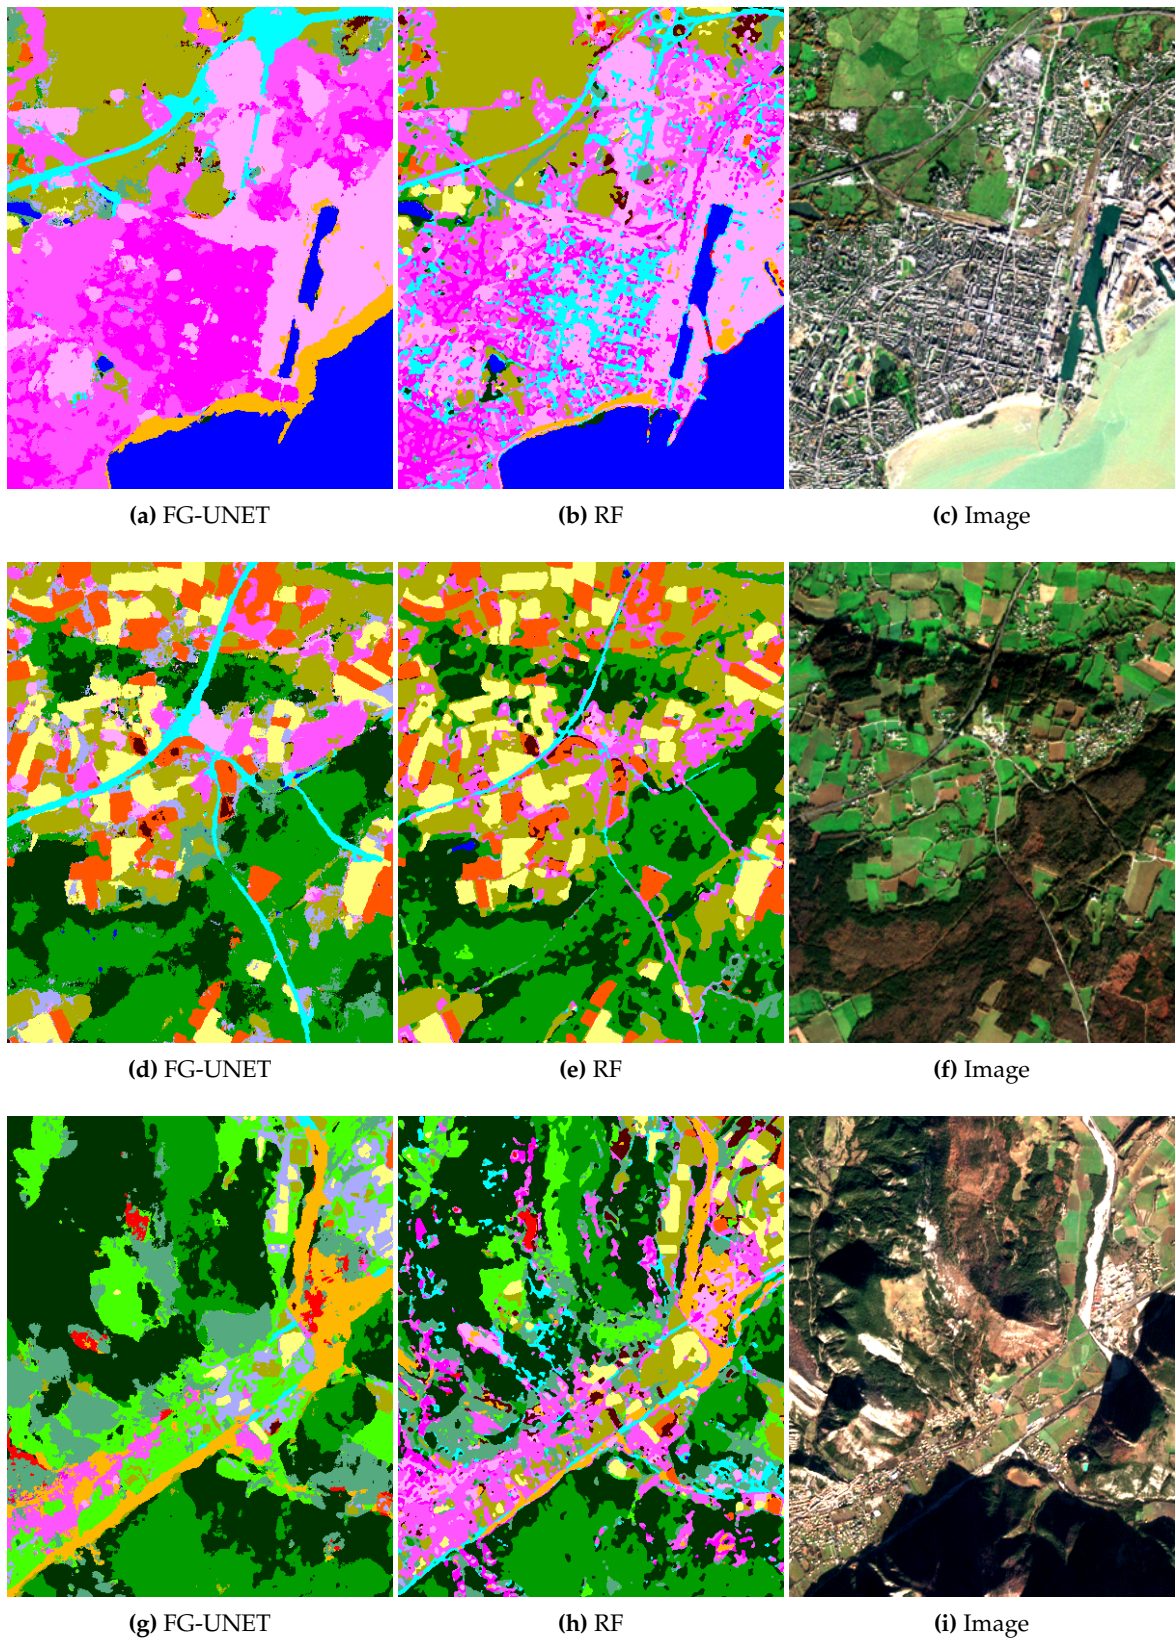 (a) FG-UNET
(b) RF
(c) Image
(d) FG-UNET
(e) RF
(f) Image
(g) FG-UNET
(h) RF
(i) Image